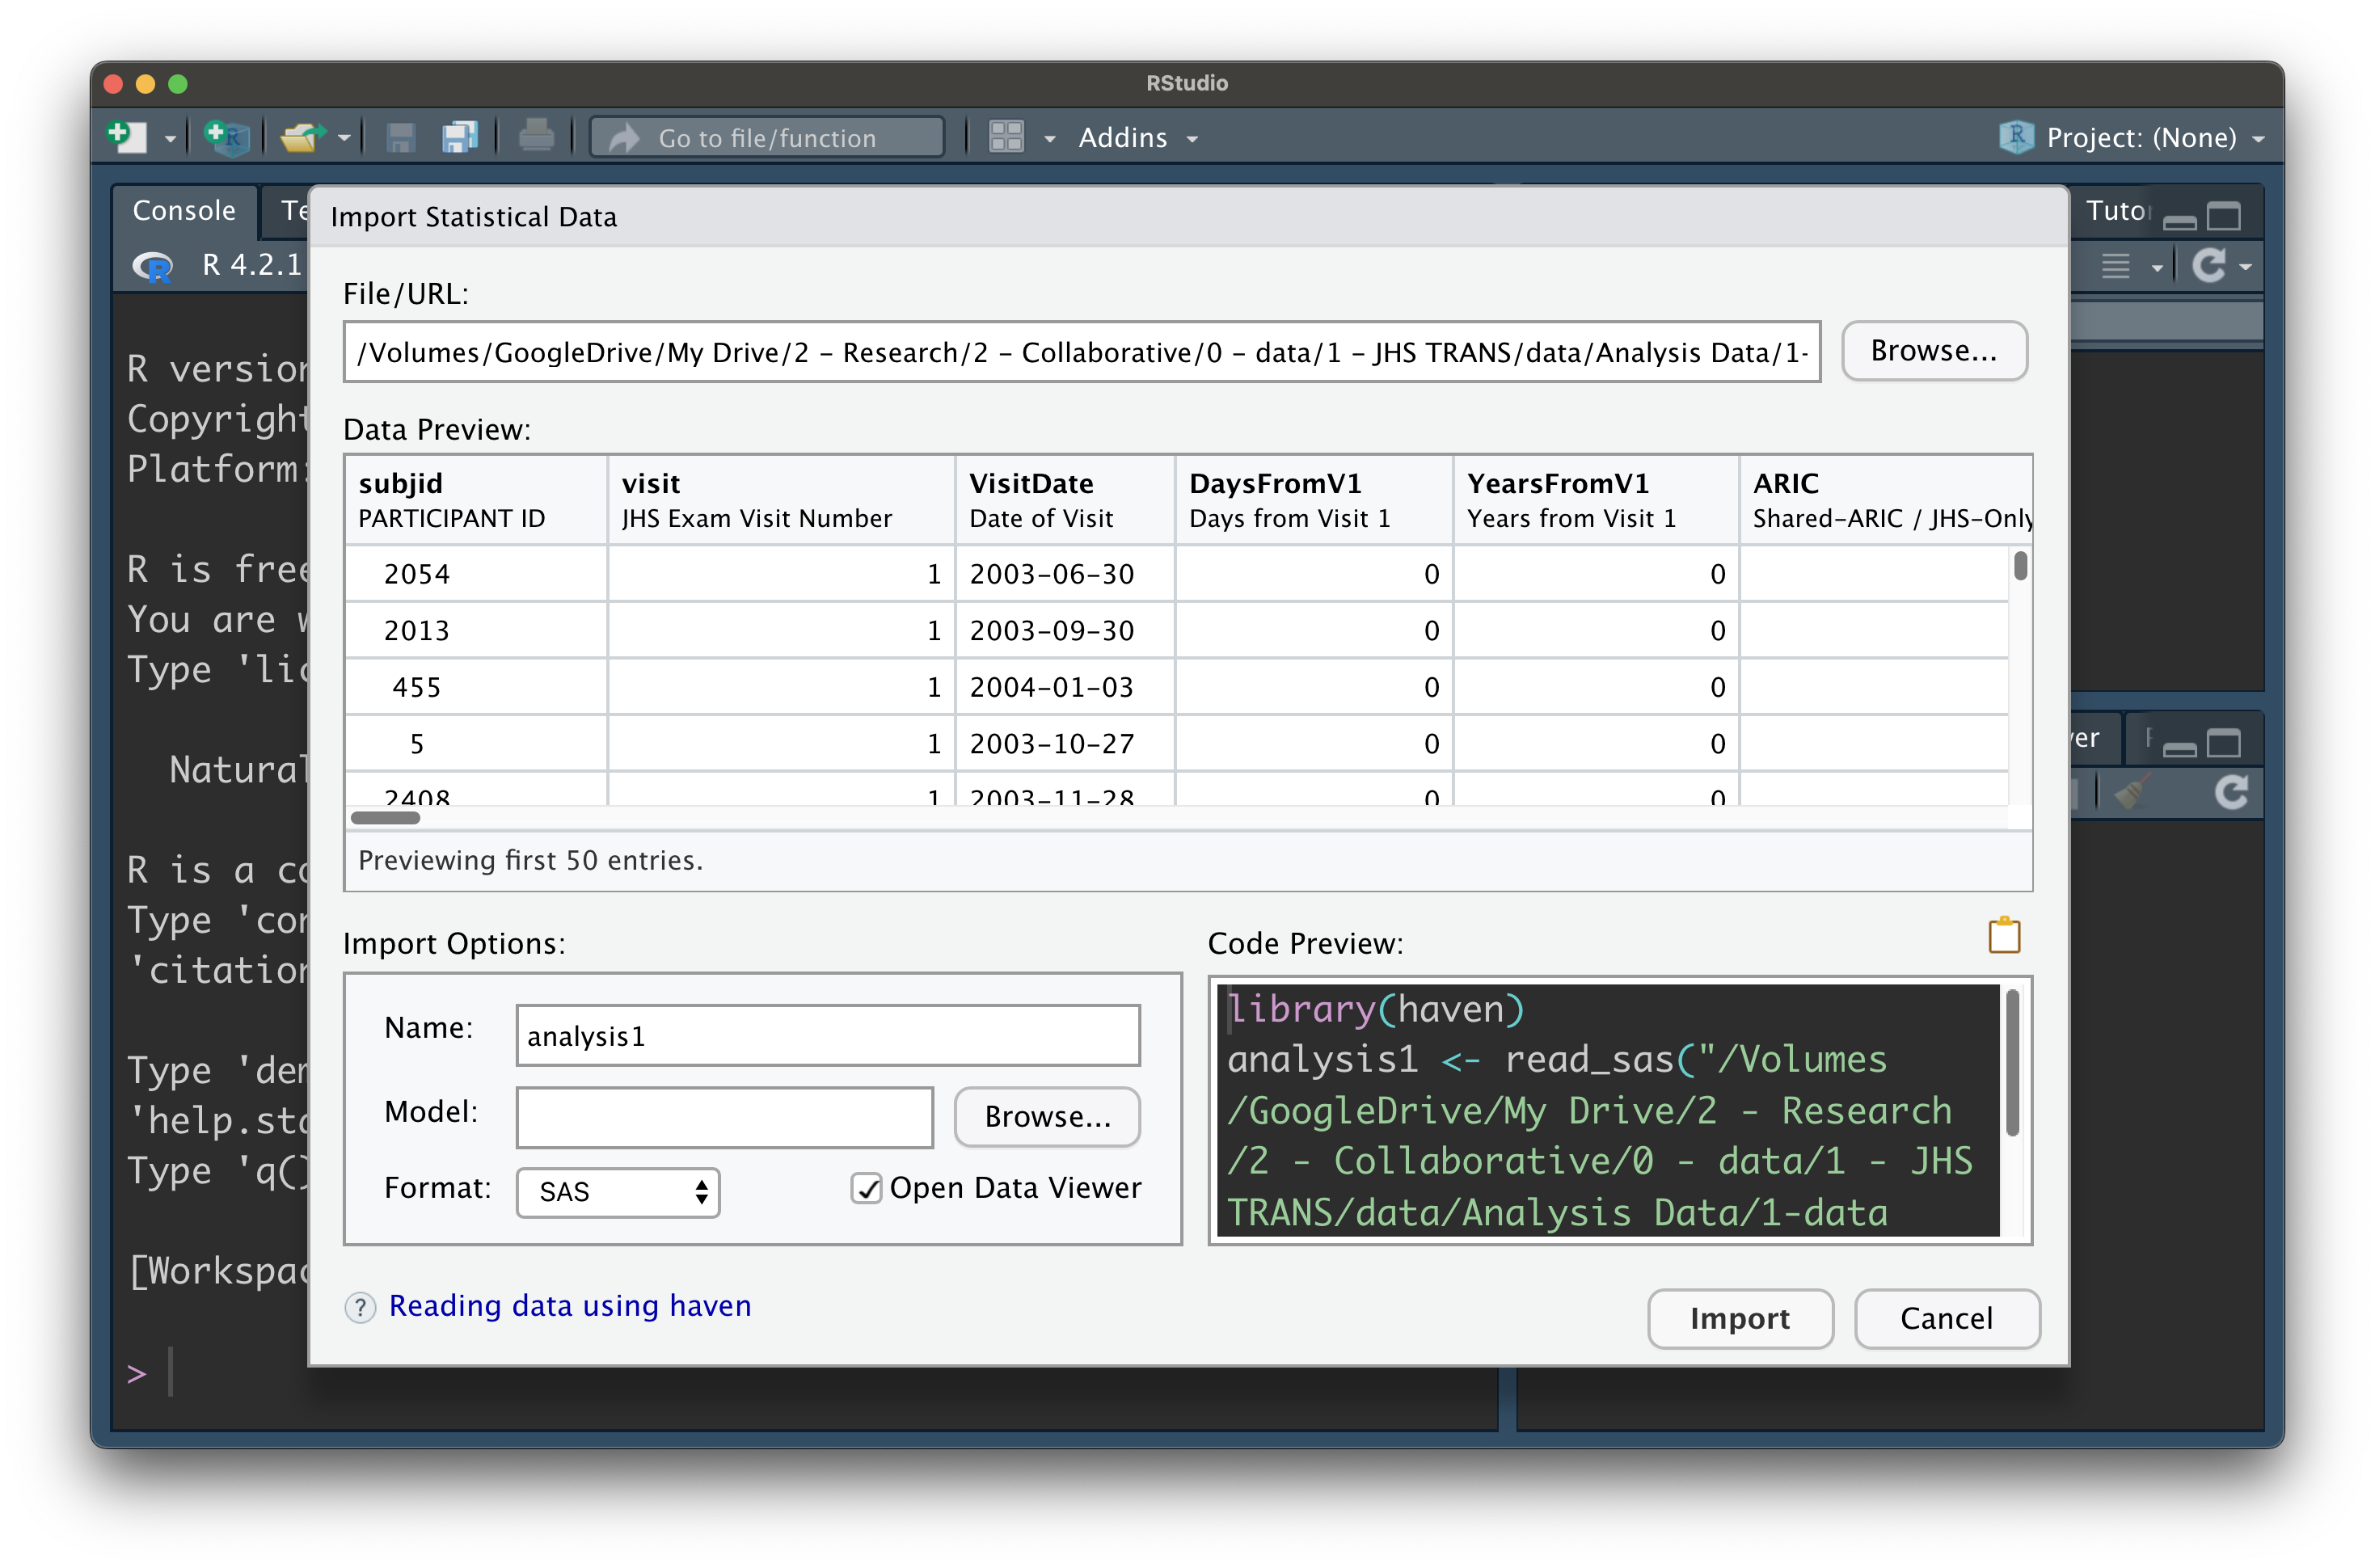 RStudio
Go to file/function
Addins
Project: (None)
Console
Import Statistical Data
R 4.2.1
File/URL:
/Volumes/GoogleDrive/My Drive/2 - Research/2 - Collaborative/0 - data/1 - JHS TRANS/data/Analysis Data/1-
Browse...
Data Preview:
subjid visit VisitDate DaysFromV1 YearsFromV1 ARIC
PARTICIPANT ID JHS Exam Visit Number Date of Visit Days from Visit 1 Years from Visit 1 Shared-ARIC / JHS-Only
2054 1 2003-06-30 0 0
2013 1 2003-09-30 0 0
455 1 2004-01-03 0 0
5 1 2003-10-27 0 0
2408 1 2003-11-28 0 0
Previewing first 50 entries.
Import Options:
Name: analysis1
Model: Browse...
Format: SAS Open Data Viewer
Code Preview:
library(haven)
analysis1 <- read_sas("/Volumes
/GoogleDrive/My Drive/2 - Research
/2 - Collaborative/0 - data/1 - JHS
TRANS/data/Analysis Data/1-data
? Reading data using haven
Import Cancel
R version
Copyright
Platform:
R is free
You are
Type 'lic
Natural
R is a co
Type 'con
'citation
Type 'dem
'help.sta
Type 'q()
[Workspac
>